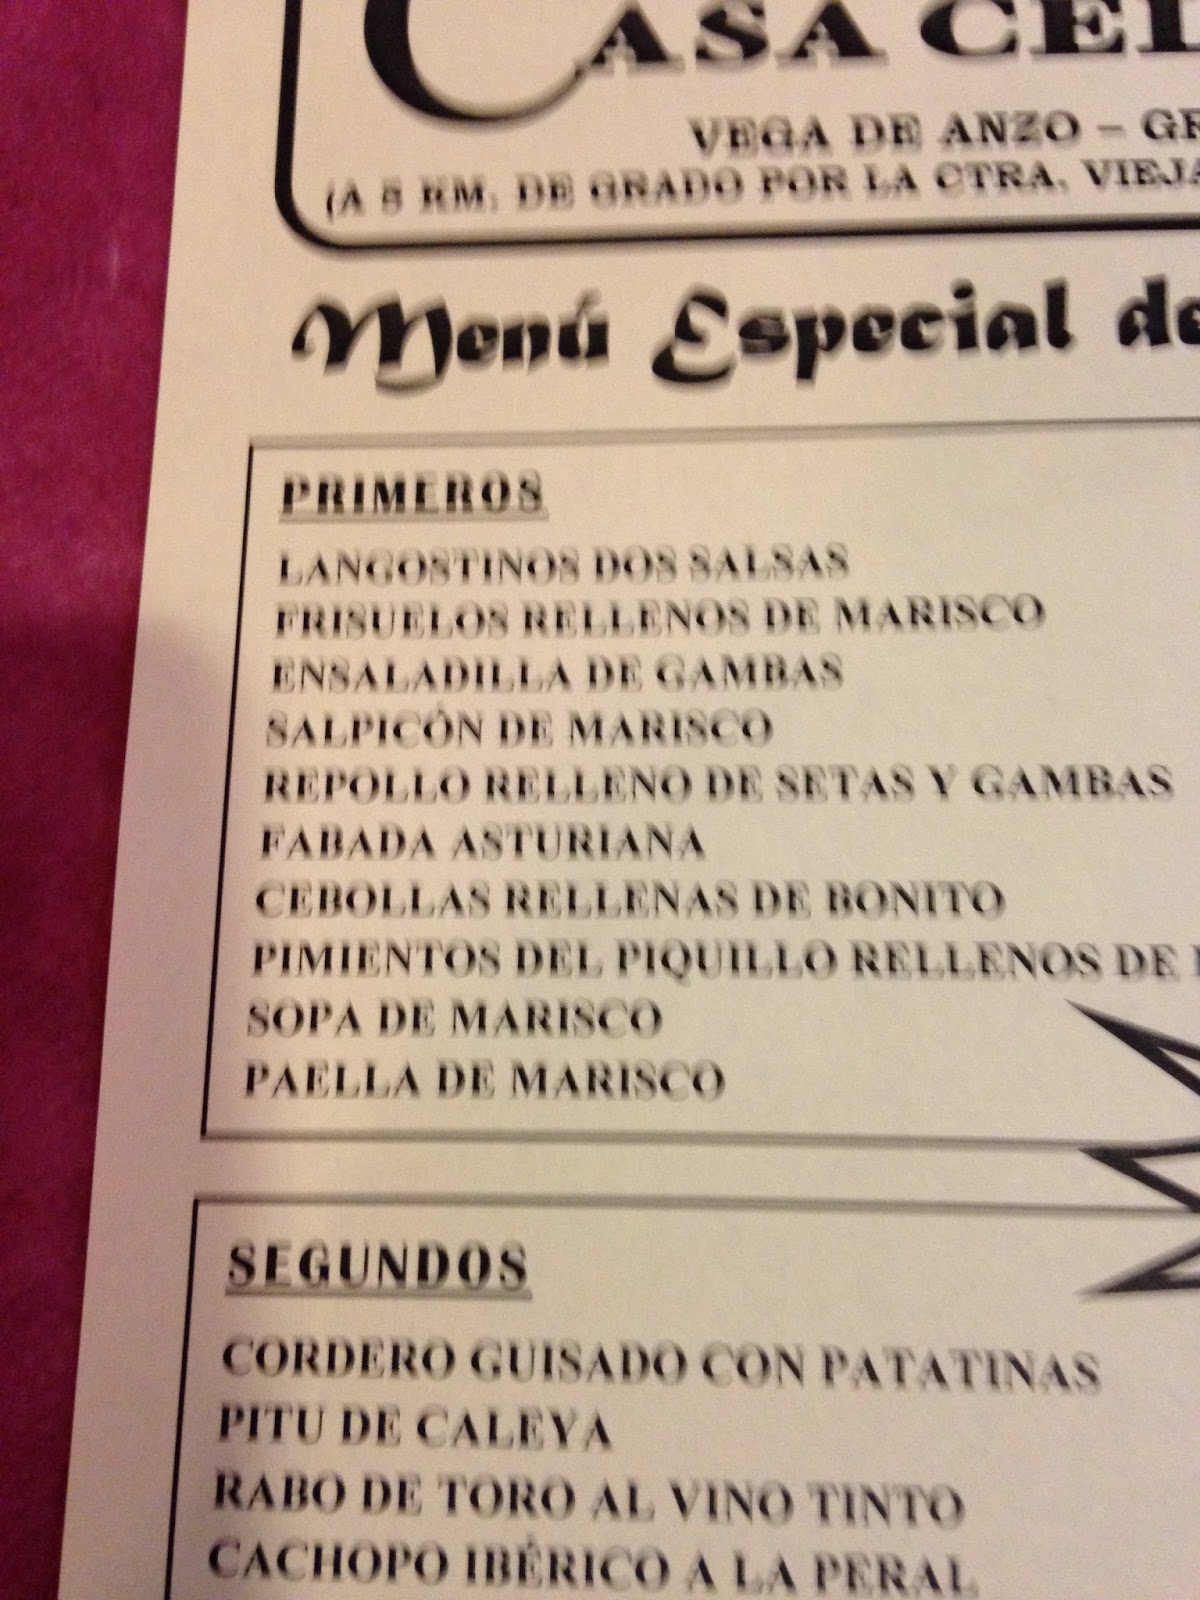 CASA CEL
VEGA DE ANZO – GR
(A 5 KM. DE GRADO POR LA CTRA. VIEJA
Menú Especial de
PRIMEROS
LANGOSTINOS DOS SALSAS
FRISUELOS RELLENOS DE MARISCO
ENSALADILLA DE GAMBAS
SALPICÓN DE MARISCO
REPOLLO RELLENO DE SETAS Y GAMBAS
FABADA ASTURIANA
CEBOLLAS RELLENAS DE BONITO
PIMIENTOS DEL PIQUILLO RELLENOS DE
SOPA DE MARISCO
PAELLA DE MARISCO
SEGUNDOS
CORDERO GUISADO CON PATATINAS
PITU DE CALEYA
RABO DE TORO AL VINO TINTO
CACHOPO IBÉRICO A LA PERAL